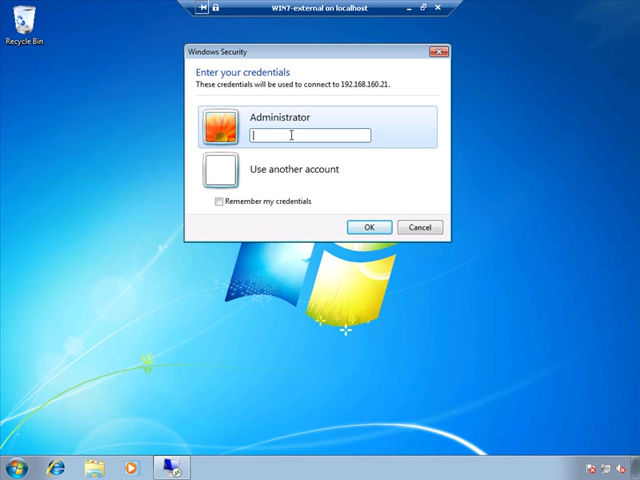 WIN7-external on localhost
Recycle Bin
Windows Security
Enter your credentials
These credentials will be used to connect to 192.168.160.21.
Administrator
Use another account
Remember my credentials
OK
Cancel